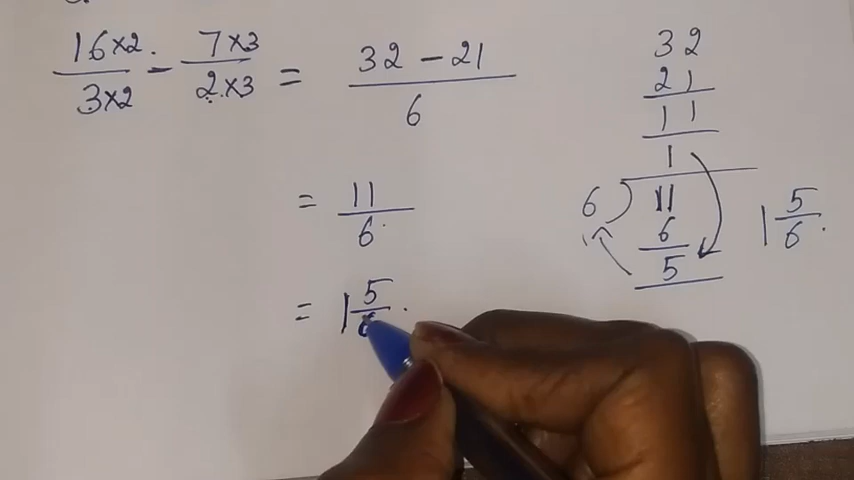 16×2/3×2 - 7×3/2×3 = 32 - 21/6
= 11/6
= 1 5/6
32
21
11
1
6 ) 11
6
5
1 5/6